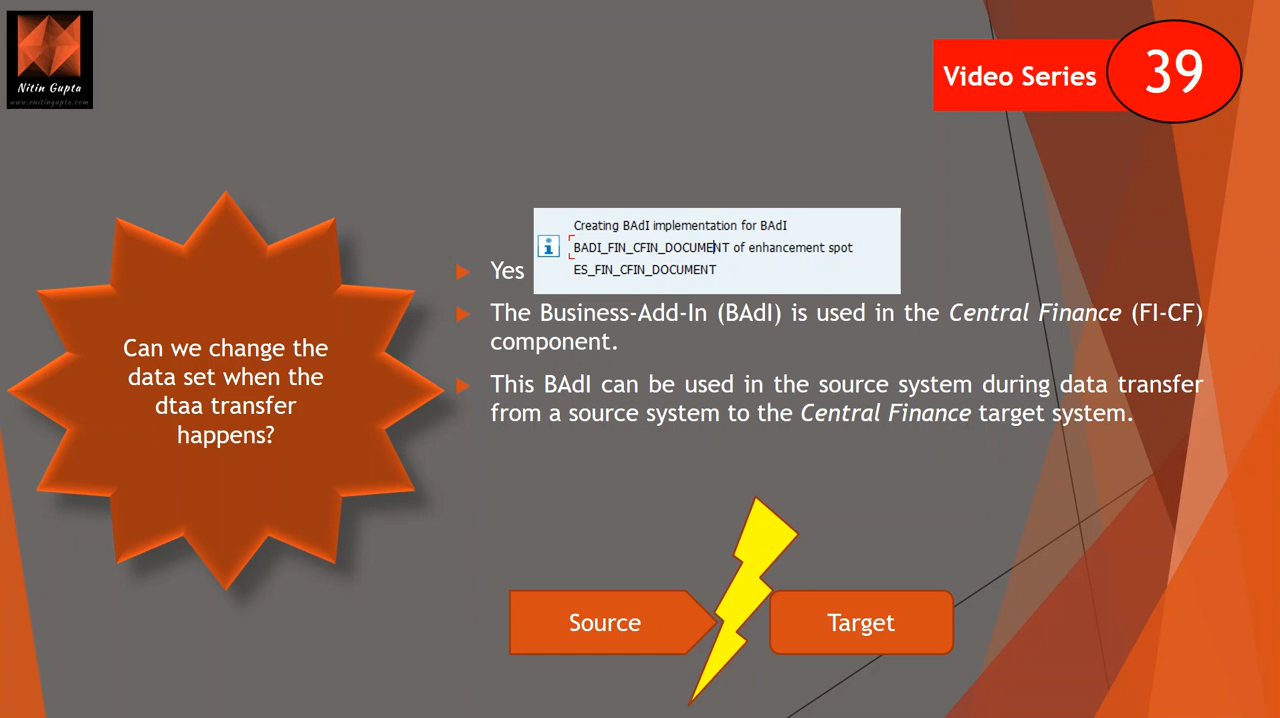 Nitin Gupta
www.enitingupta.com
Video Series
39
Can we change the
data set when the
dtaa transfer
happens?
Creating BAdI implementation for BAdI
BADI_FIN_CFIN_DOCUMENT of enhancement spot
ES_FIN_CFIN_DOCUMENT
Yes
The Business-Add-In (BAdI) is used in the Central Finance (FI-CF)
component.
This BAdI can be used in the source system during data transfer
from a source system to the Central Finance target system.
Source
Target